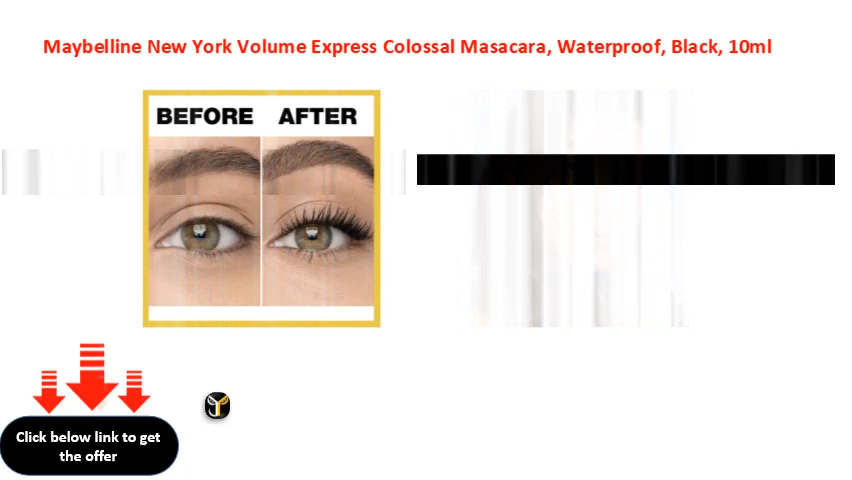 Maybelline New York Volume Express Colossal Masacara, Waterproof, Black, 10ml
BEFORE AFTER
Click below link to get
the offer